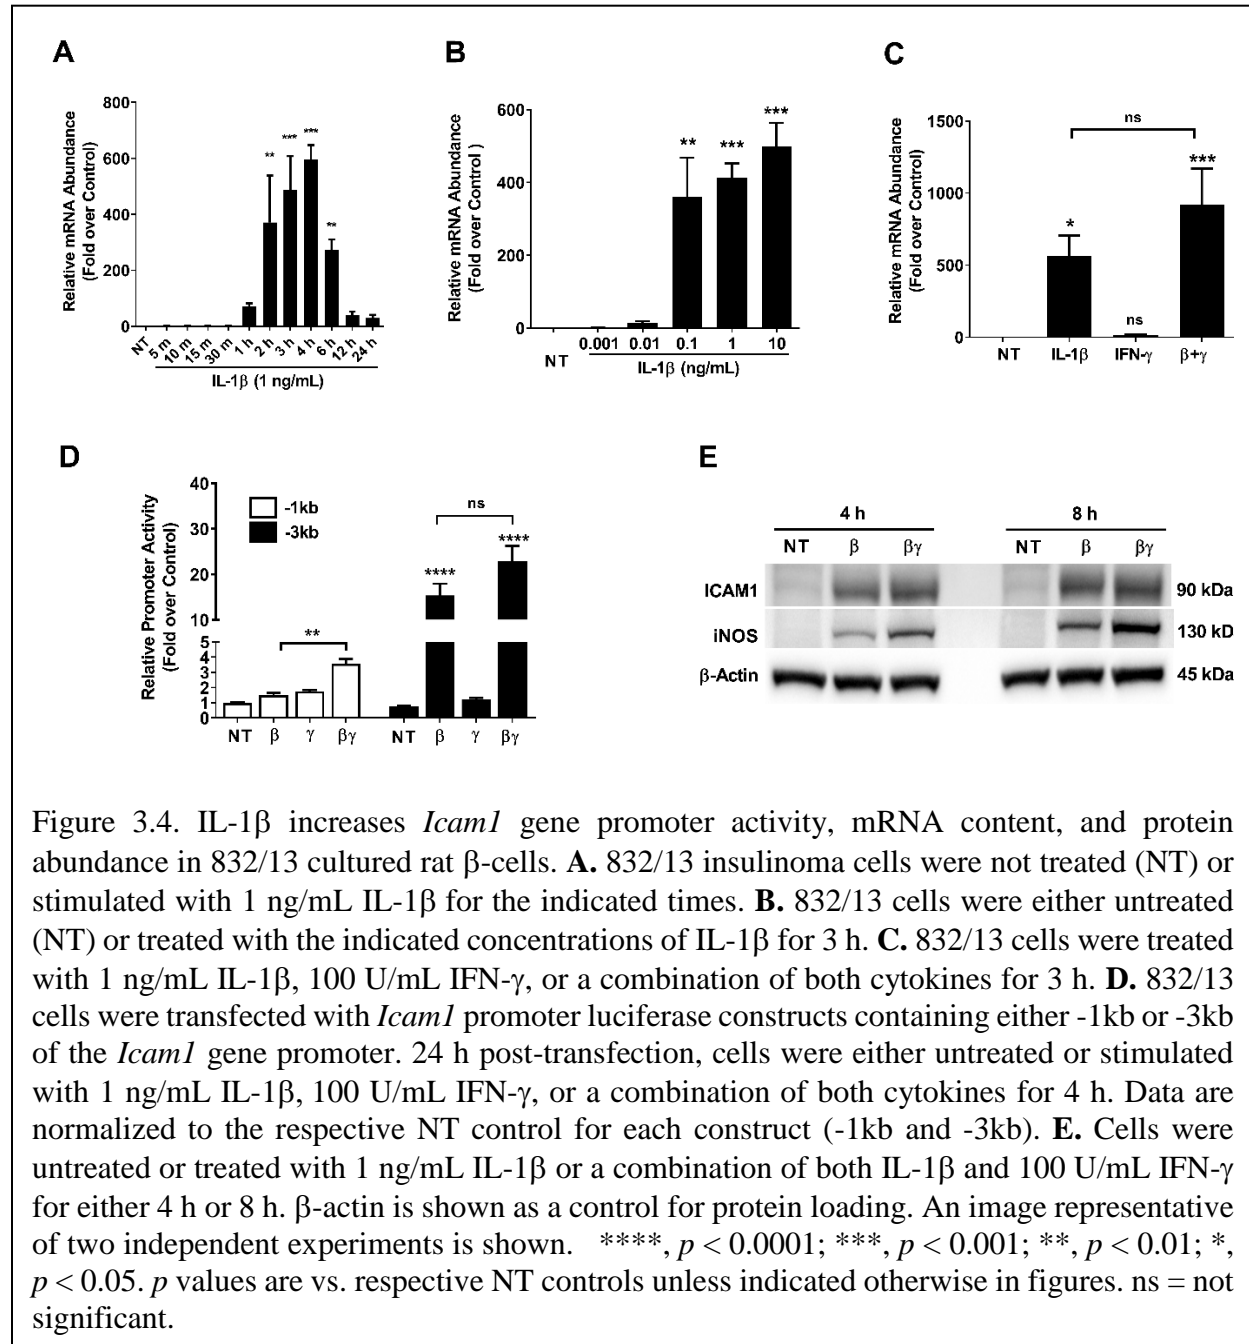 A
Relative mRNA Abundance
(Fold over Control)
800
600
400
200
0
** *** *** **
NT 5 m 10 m 15 m 30 m 1 h 2 h 3 h 4 h 6 h 12 h 24 h
IL-1β (1 ng/mL)
B
Relative mRNA Abundance
(Fold over Control )
600
400
200
0
** *** ***
NT 0.001 0.01 0.1 1 10
IL-1β (ng/mL)
C
Relative mRNA Abundance
(Fold over Control)
1500
1000
500
0
ns
* ns ***
NT IL-1β IFN-γ β+γ
D
Relative Promoter Activity
(Fold over Control)
40
30
20
10
5
4
3
2
1
0
-1kb
-3kb
**
ns
**** ****
NT β γ βγ NT β γ βγ
E
4 h 8 h
NT β βγ NT β βγ
ICAM1 90 kDa
iNOS 130 kD
β-Actin 45 kDa
Figure 3.4. IL-1β increases Icam1 gene promoter activity, mRNA content, and protein
abundance in 832/13 cultured rat β-cells. A. 832/13 insulinoma cells were not treated (NT) or
stimulated with 1 ng/mL IL-1β for the indicated times. B. 832/13 cells were either untreated
(NT) or treated with the indicated concentrations of IL-1β for 3 h. C. 832/13 cells were treated
with 1 ng/mL IL-1β, 100 U/mL IFN-γ, or a combination of both cytokines for 3 h. D. 832/13
cells were transfected with Icam1 promoter luciferase constructs containing either -1kb or -3kb
of the Icam1 gene promoter. 24 h post-transfection, cells were either untreated or stimulated
with 1 ng/mL IL-1β, 100 U/mL IFN-γ, or a combination of both cytokines for 4 h. Data are
normalized to the respective NT control for each construct (-1kb and -3kb). E. Cells were
untreated or treated with 1 ng/mL IL-1β or a combination of both IL-1β and 100 U/mL IFN-γ
for either 4 h or 8 h. β-actin is shown as a control for protein loading. An image representative
of two independent experiments is shown. ****, p < 0.0001; ***, p < 0.001; **, p < 0.01; *,
p < 0.05. p values are vs. respective NT controls unless indicated otherwise in figures. ns = not
significant.